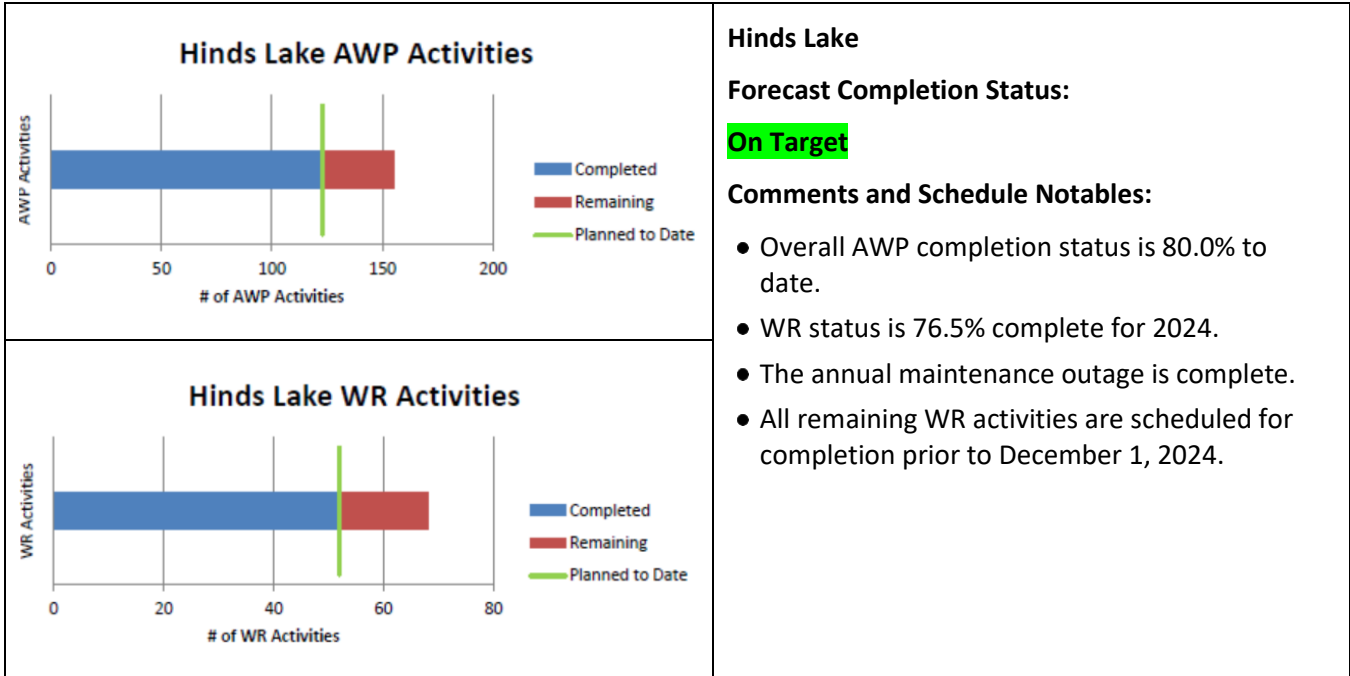 Hinds Lake AWP Activities
AWP Activities
Completed
Remaining
Planned to Date
0 50 100 150 200
# of AWP Activities
Hinds Lake WR Activities
WR Activities
Completed
Remaining
Planned to Date
0 20 40 60 80
# of WR Activities
Hinds Lake
Forecast Completion Status:
On Target
Comments and Schedule Notables:
• Overall AWP completion status is 80.0% to
date.
• WR status is 76.5% complete for 2024.
• The annual maintenance outage is complete.
• All remaining WR activities are scheduled for
completion prior to December 1, 2024.